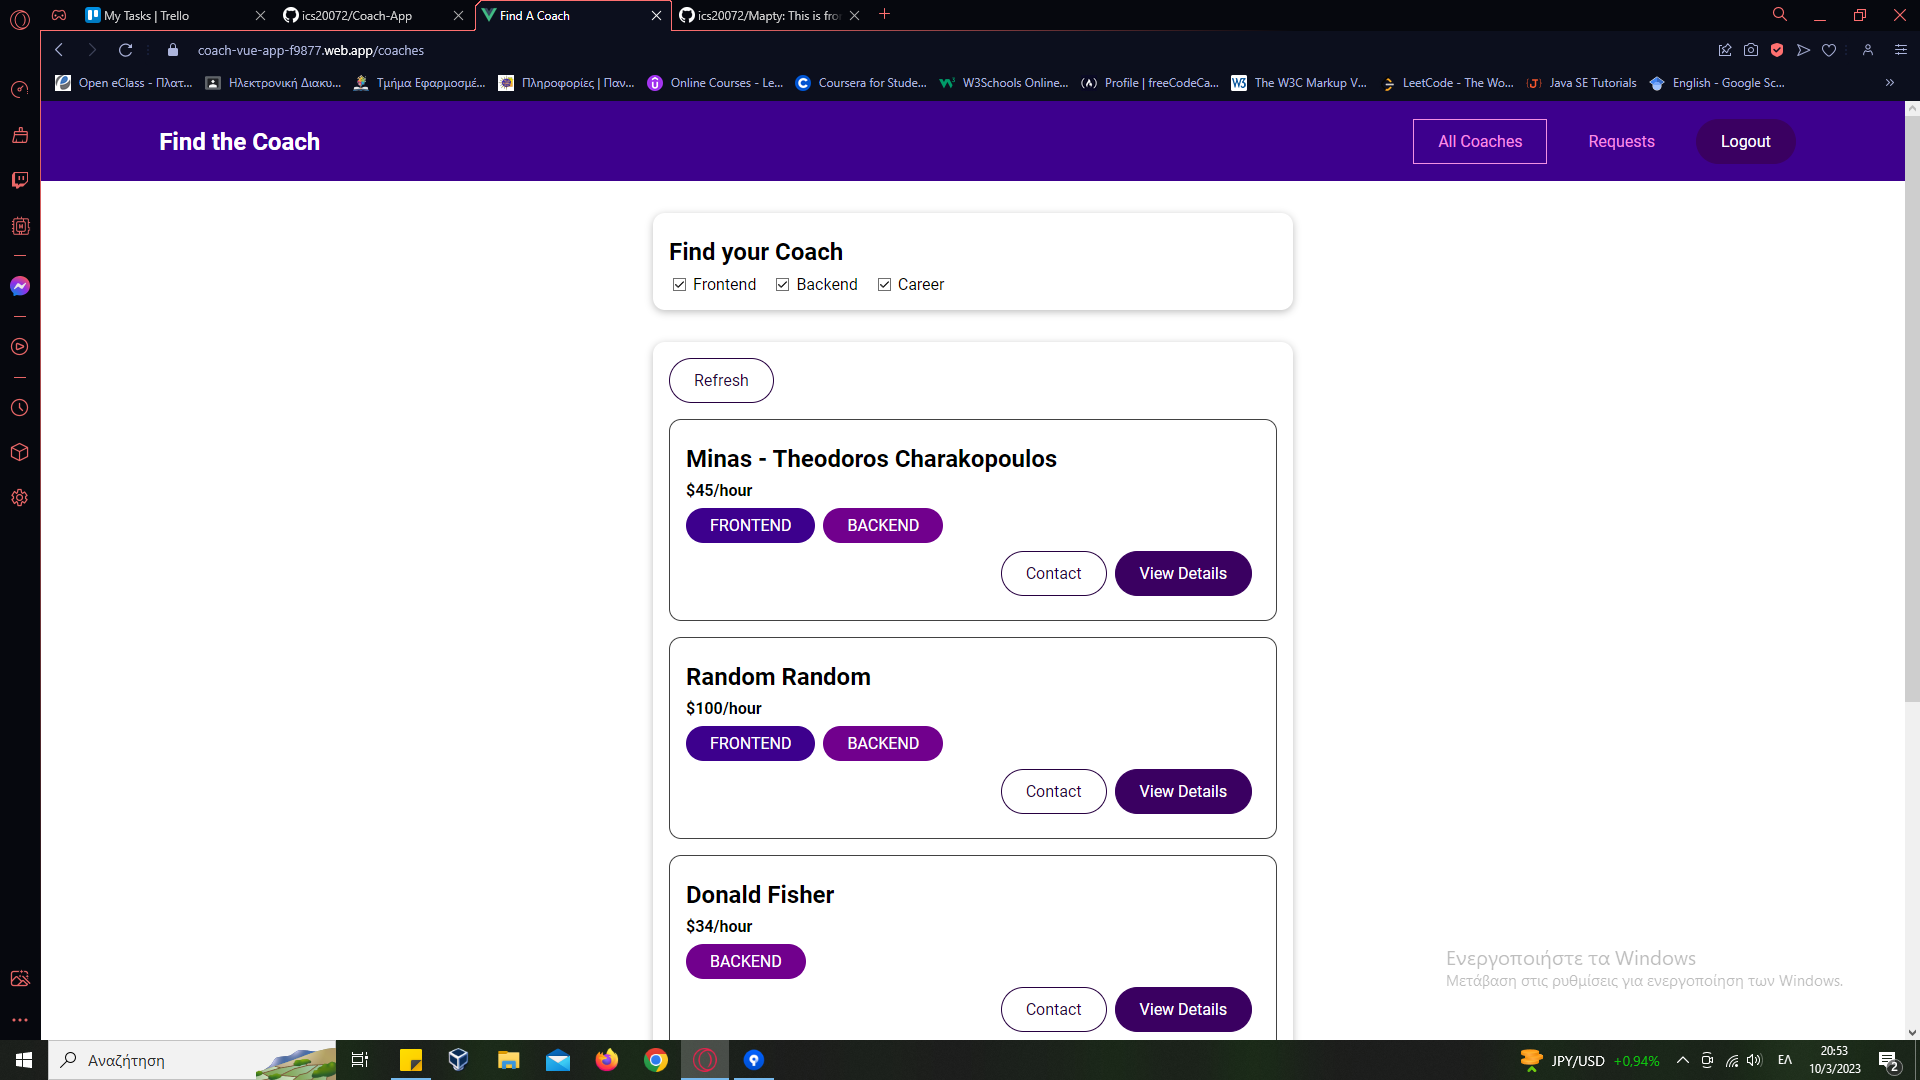 My Tasks | Trello
ics20072/Coach-App
Find A Coach
ics20072/Mapty: This is fro
coach-vue-app-f9877.web.app/coaches
Open eClass - Πλατ...
Ηλεκτρονική Διακυ...
Τμήμα Εφαρμοσμέ...
Πληροφορίες | Παν...
Online Courses - Le...
Coursera for Stude...
W3Schools Online...
Profile | freeCodeCa...
The W3C Markup V...
LeetCode - The Wo...
Java SE Tutorials
English - Google Sc...
Find the Coach
All Coaches
Requests
Logout
Find your Coach
Frontend
Backend
Career
Refresh
Minas - Theodoros Charakopoulos
$45/hour
FRONTEND
BACKEND
Contact
View Details
Random Random
$100/hour
FRONTEND
BACKEND
Contact
View Details
Donald Fisher
$34/hour
BACKEND
Contact
View Details
Ενεργοποιήστε τα Windows
Μετάβαση στις ρυθμίσεις για ενεργοποίηση των Windows.
Αναζήτηση
JPY/USD +0,94%
ΕΛ
20:53
10/3/2023
2